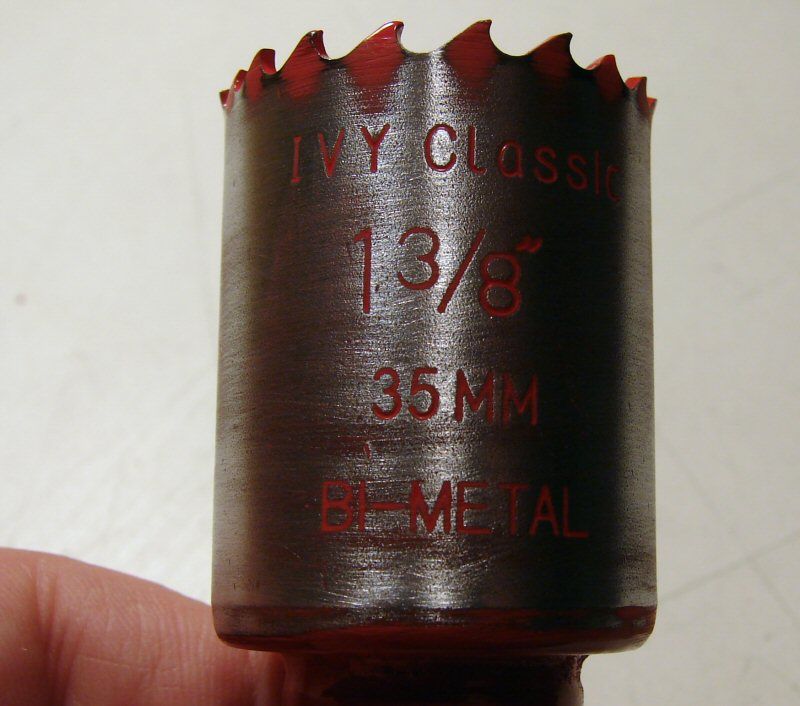 IVY Classic
1 3/8"
35MM
BI-METAL